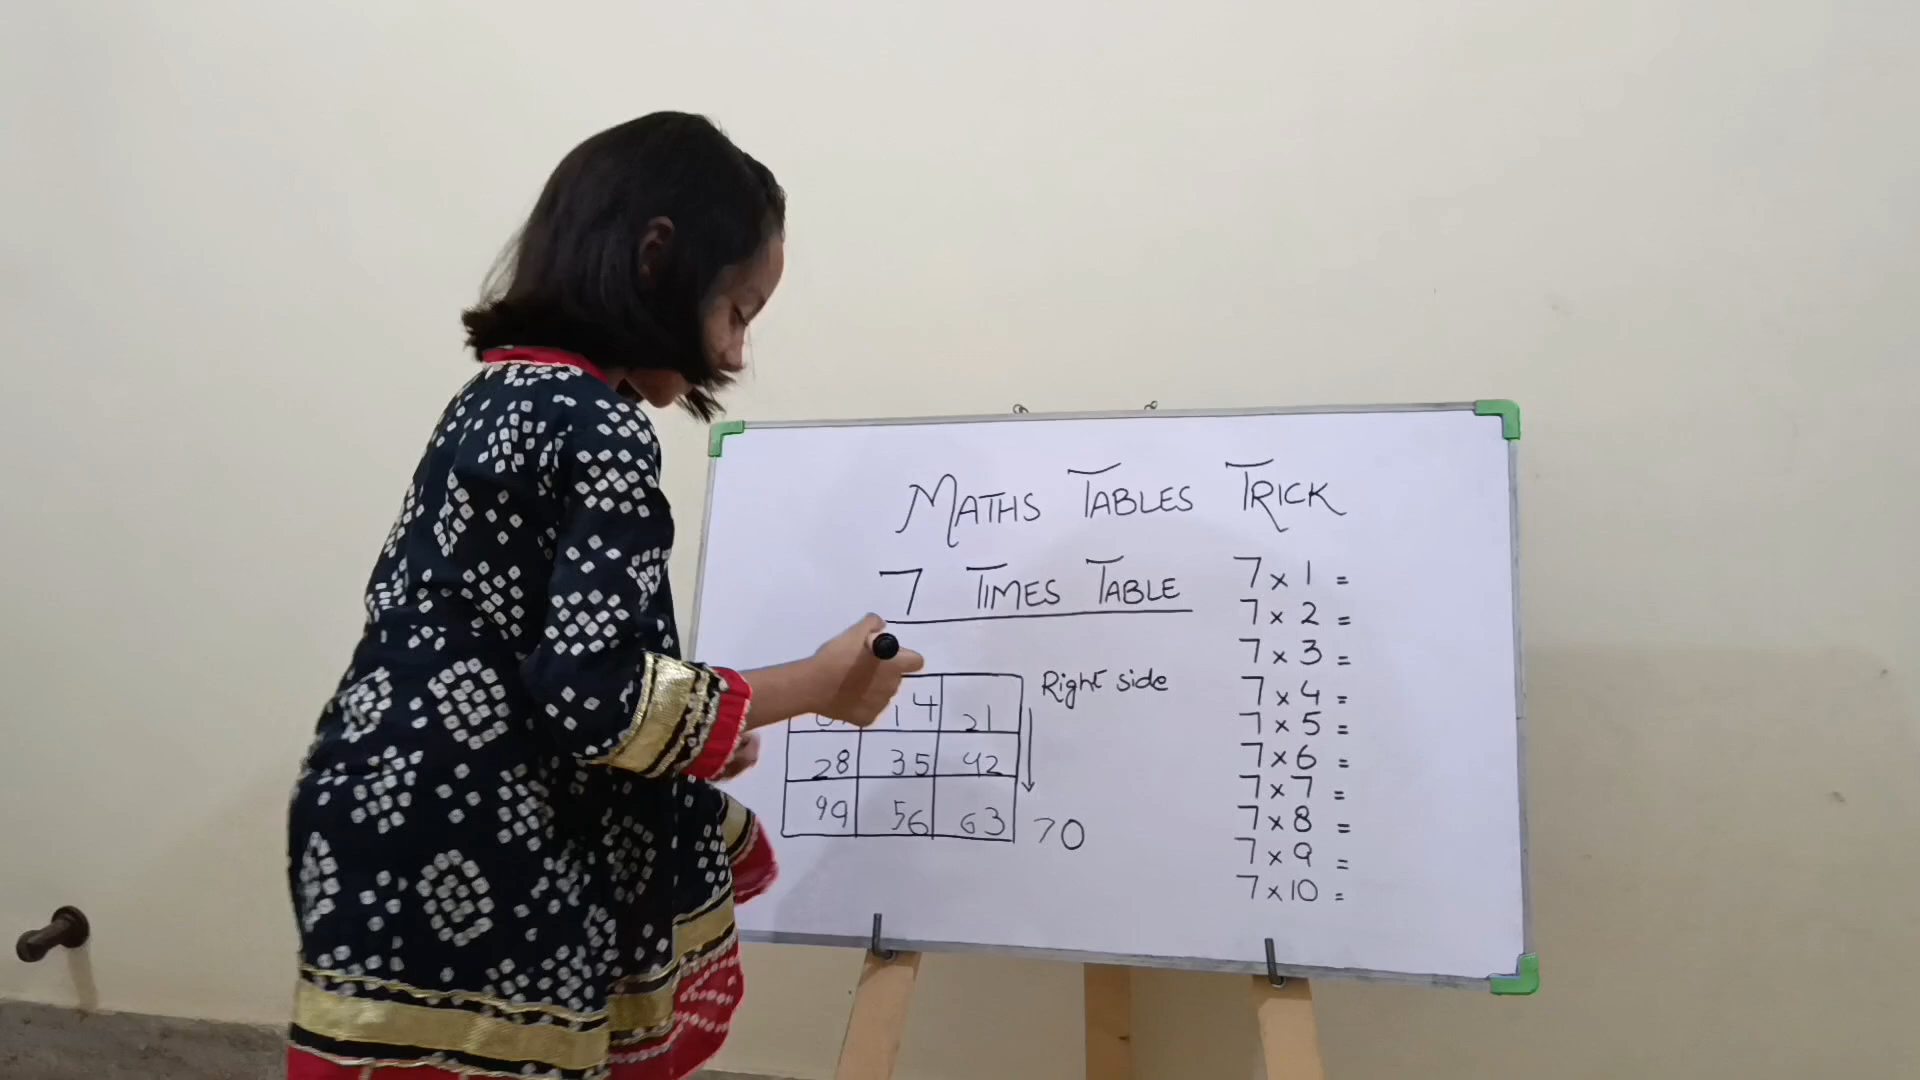 MATHS TABLES TRICK
7 TIMES TABLE
14 21
28 35 42
49 56 63
Right side
70
7 x 1 =
7 x 2 =
7 x 3 =
7 x 4 =
7 x 5 =
7 x 6 =
7 x 7 =
7 x 8 =
7 x 9 =
7 x 10 =